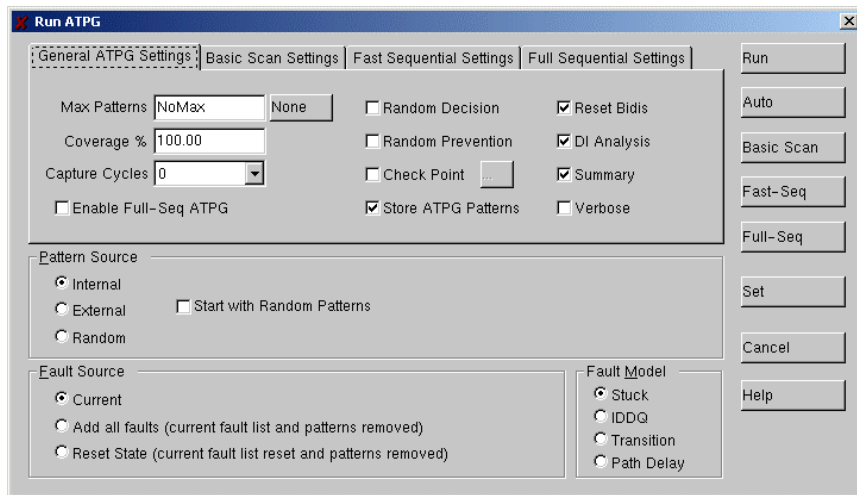 Run ATPG
General ATPG Settings Basic Scan Settings Fast Sequential Settings Full Sequential Settings
Max Patterns NoMax None
Random Decision
Reset Bidis
Coverage % 100.00
Random Prevention
DI Analysis
Capture Cycles 0
Check Point ...
Summary
Enable Full-Seq ATPG
Store ATPG Patterns
Verbose
Pattern Source
Internal
External
Start with Random Patterns
Random
Fault Source
Current
Add all faults (current fault list and patterns removed)
Reset State (current fault list reset and patterns removed)
Fault Model
Stuck
IDDQ
Transition
Path Delay
Run
Auto
Basic Scan
Fast-Seq
Full-Seq
Set
Cancel
Help